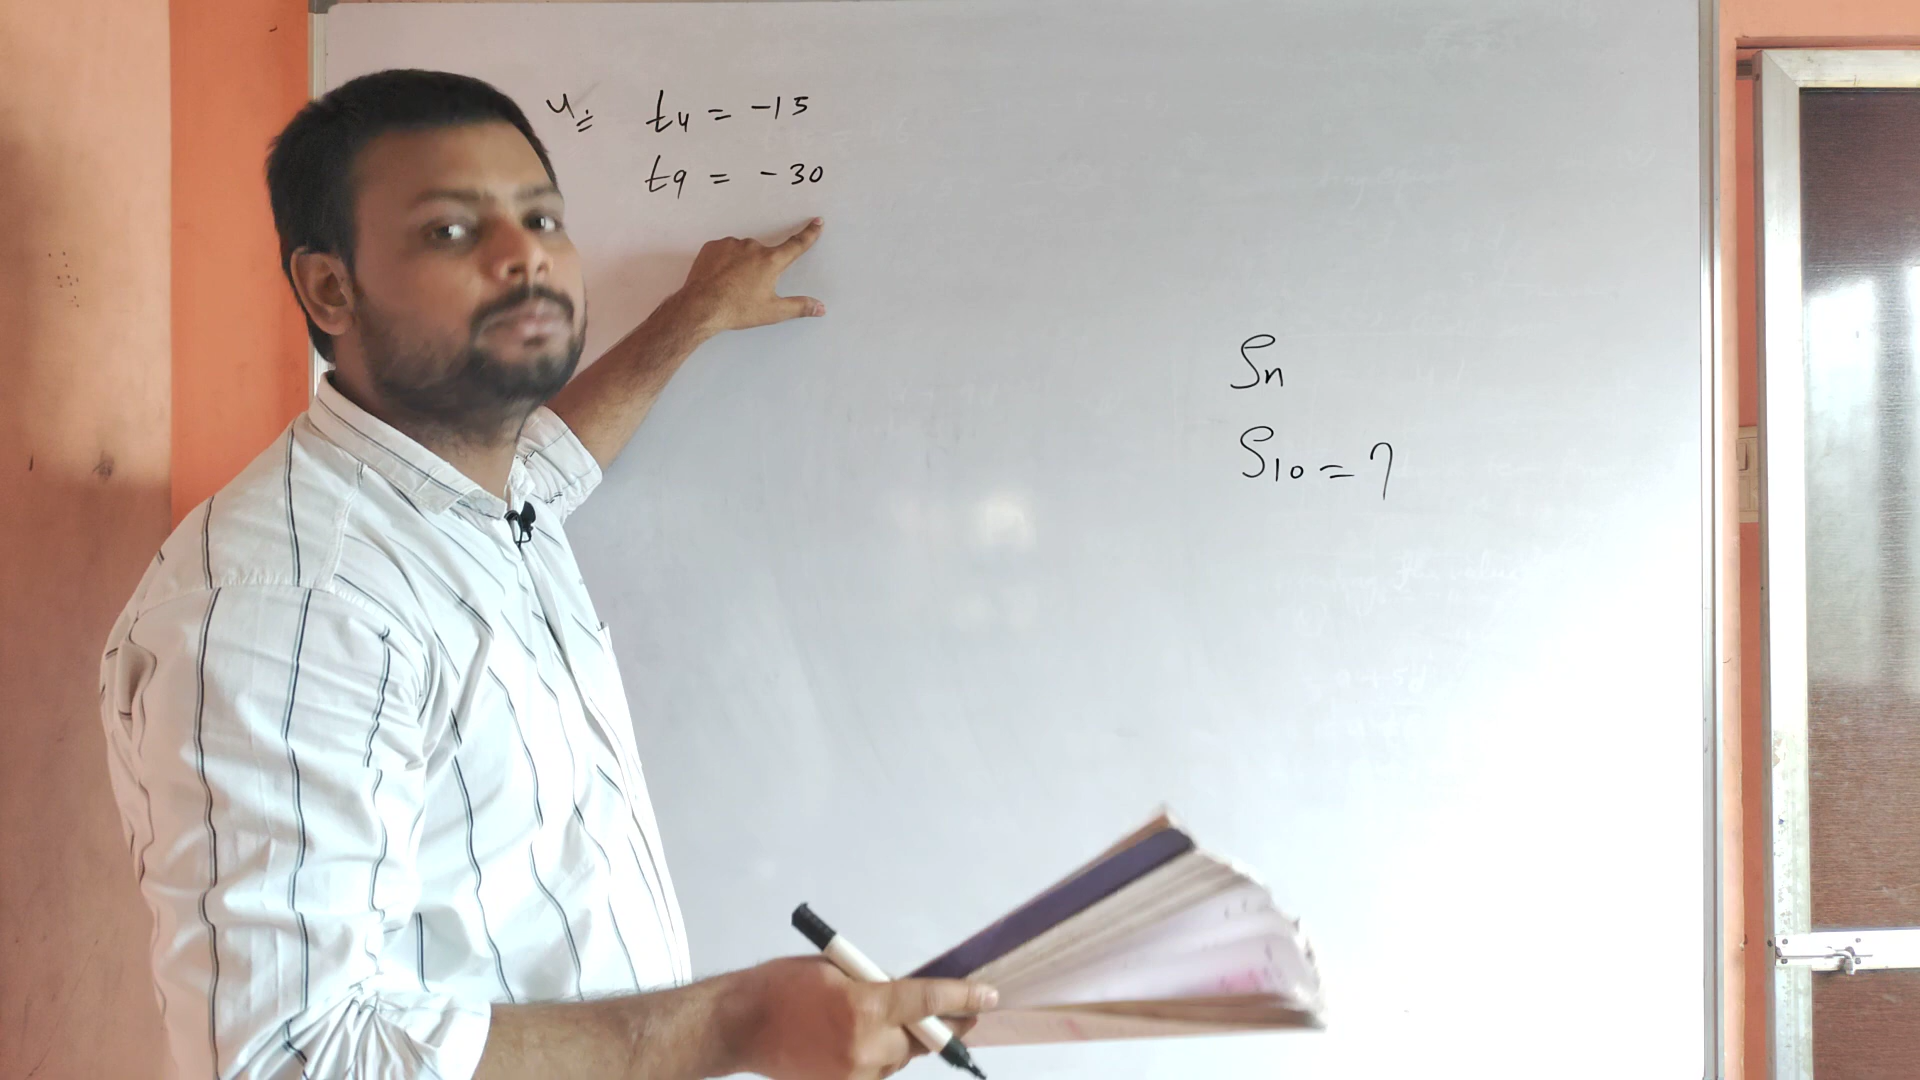 4:
t4 = -15
t9 = -30
Sn
S10 = ?